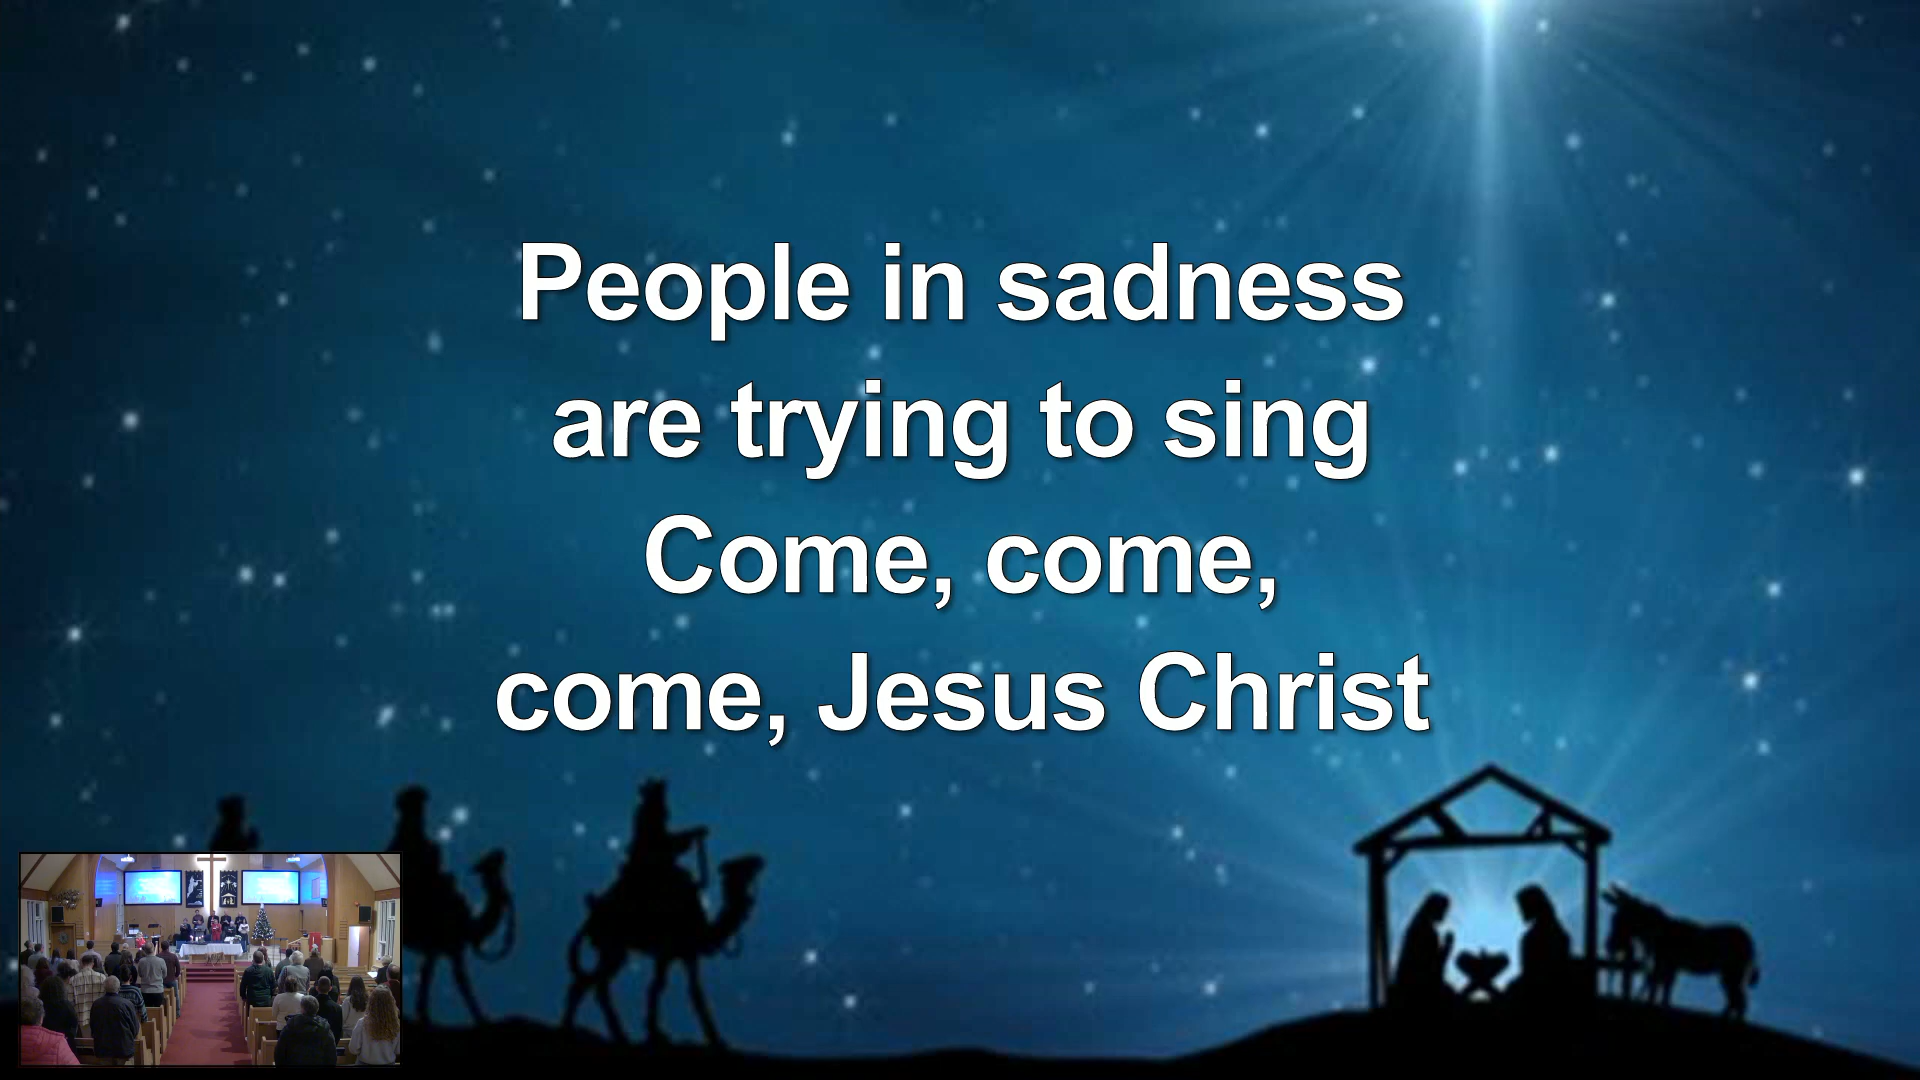 People in sadness
are trying to sing
Come, come,
come, Jesus Christ